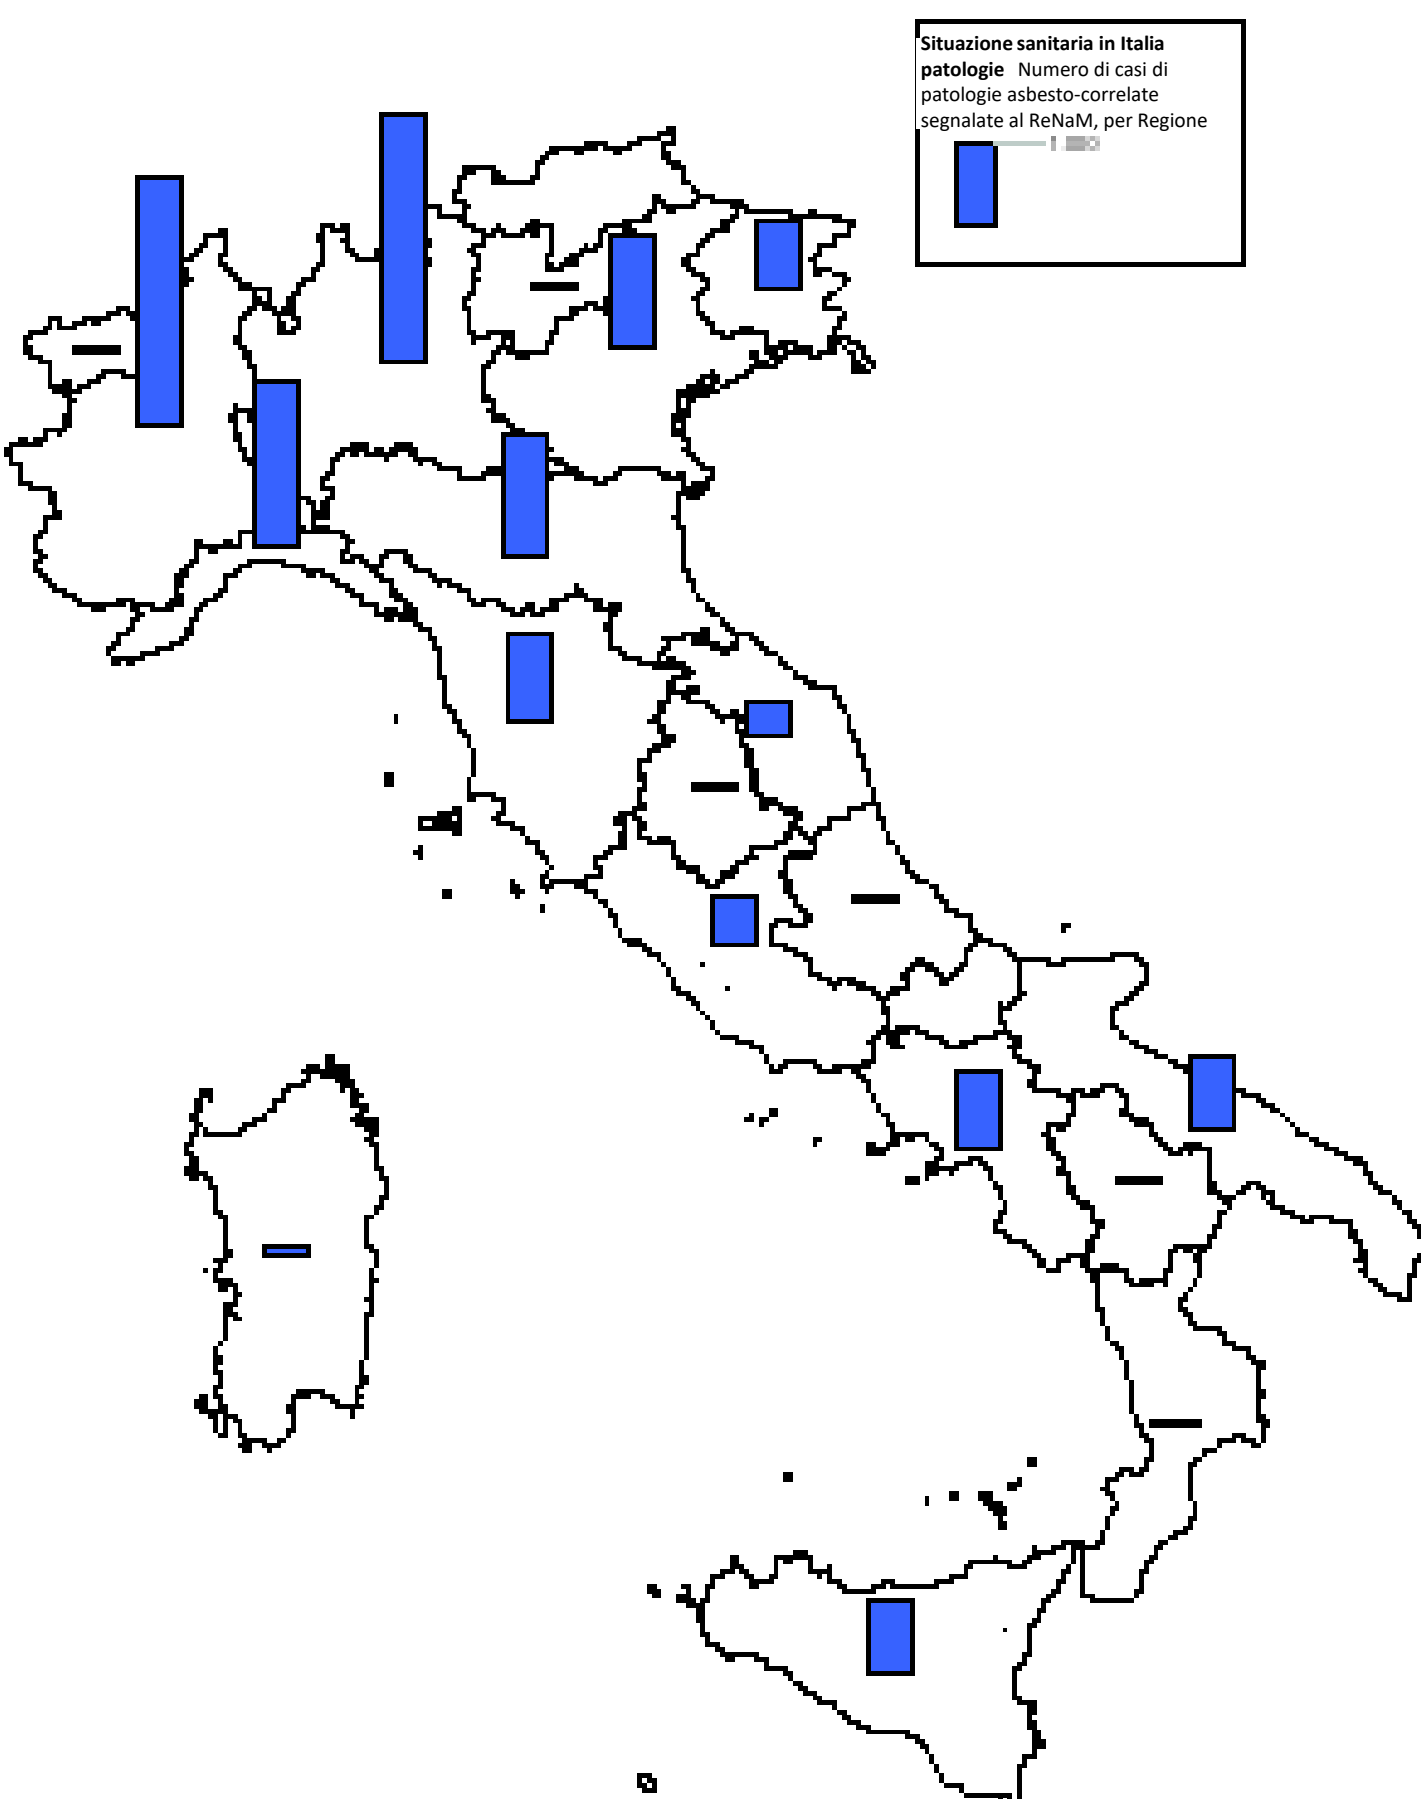 Situazione sanitaria in Italia
patologie Numero di casi di
patologie asbesto-correlate
segnalate al ReNaM, per Regione